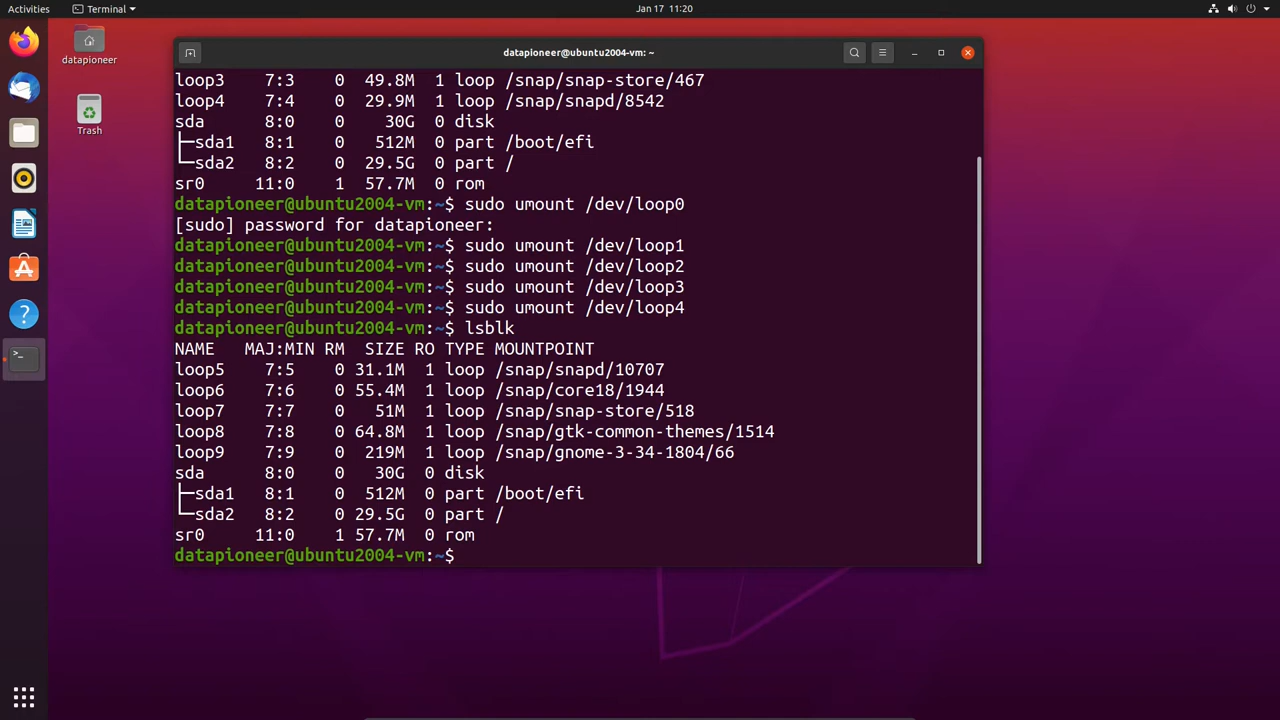 Activities
Terminal
Jan 17 11:20
datapioneer
Trash
datapioneer@ubuntu2004-vm: ~
loop3 7:3 0 49.8M 1 loop /snap/snap-store/467
loop4 7:4 0 29.9M 1 loop /snap/snapd/8542
sda 8:0 0 30G 0 disk
├─sda1 8:1 0 512M 0 part /boot/efi
└─sda2 8:2 0 29.5G 0 part /
sr0 11:0 1 57.7M 0 rom
datapioneer@ubuntu2004-vm:~$ sudo umount /dev/loop0
[sudo] password for datapioneer:
datapioneer@ubuntu2004-vm:~$ sudo umount /dev/loop1
datapioneer@ubuntu2004-vm:~$ sudo umount /dev/loop2
datapioneer@ubuntu2004-vm:~$ sudo umount /dev/loop3
datapioneer@ubuntu2004-vm:~$ sudo umount /dev/loop4
datapioneer@ubuntu2004-vm:~$ lsblk
NAME MAJ:MIN RM SIZE RO TYPE MOUNTPOINT
loop5 7:5 0 31.1M 1 loop /snap/snapd/10707
loop6 7:6 0 55.4M 1 loop /snap/core18/1944
loop7 7:7 0 51M 1 loop /snap/snap-store/518
loop8 7:8 0 64.8M 1 loop /snap/gtk-common-themes/1514
loop9 7:9 0 219M 1 loop /snap/gnome-3-34-1804/66
sda 8:0 0 30G 0 disk
├─sda1 8:1 0 512M 0 part /boot/efi
└─sda2 8:2 0 29.5G 0 part /
sr0 11:0 1 57.7M 0 rom
datapioneer@ubuntu2004-vm:~$